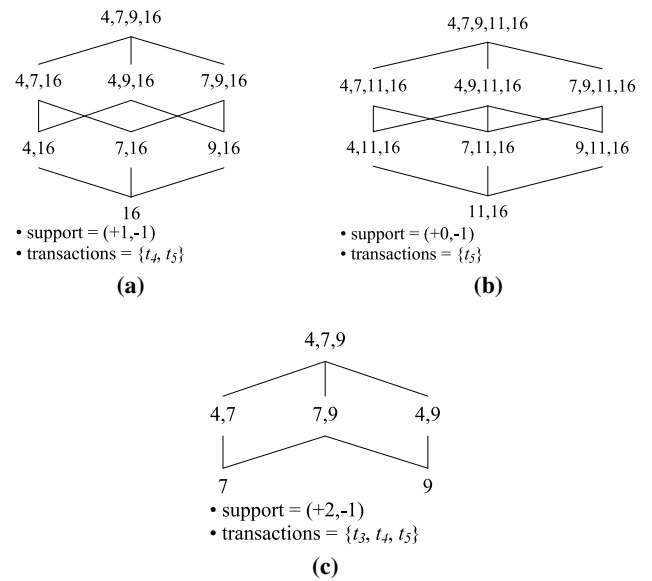 4,7,9,16
4,7,16 4,9,16 7,9,16
4,16 7,16 9,16
16
• support = (+1,-1)
• transactions = {t4, t5}
(a)
4,7,9,11,16
4,7,11,16 4,9,11,16 7,9,11,16
4,11,16 7,11,16 9,11,16
11,16
• support = (+0,-1)
• transactions = {t5}
(b)
4,7,9
4,7 7,9 4,9
7 9
• support = (+2,-1)
• transactions = {t3, t4, t5}
(c)